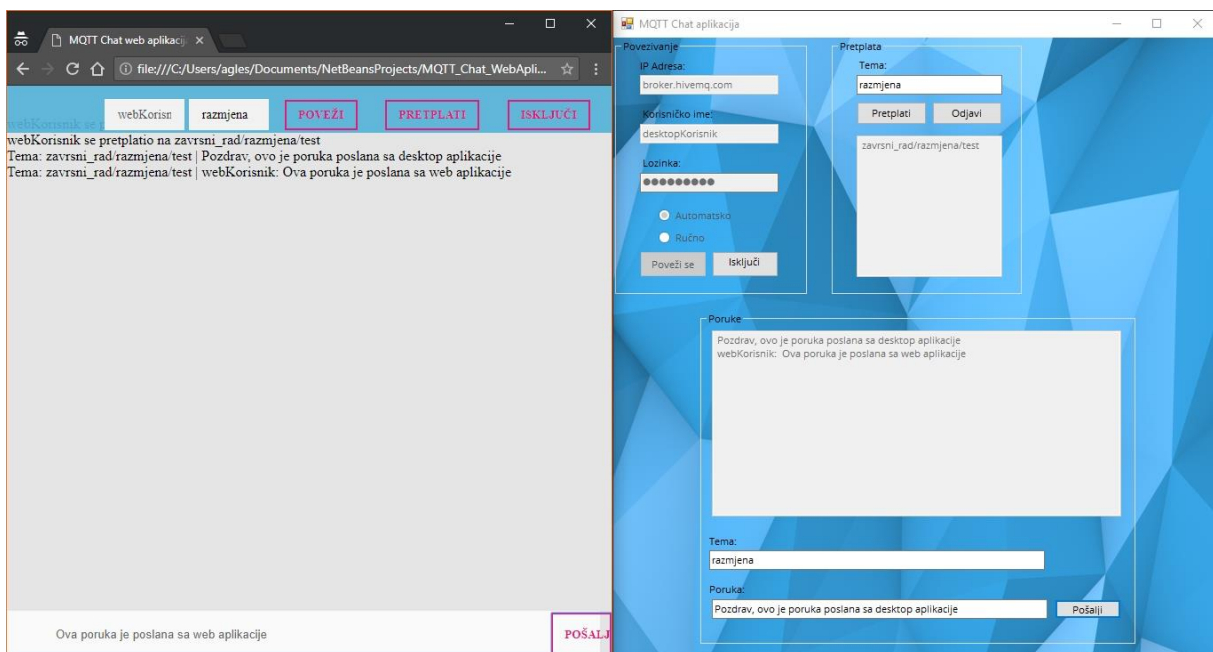 MQTT Chat web aplikacij
file:///C:/Users/agles/Documents/NetBeansProjects/MQTT_Chat_WebApli...
webKorisn
razmjena
POVEŽI
PRETPLATI
ISKLJUČI
webKorisnik se p
webKorisnik se pretplatio na zavrsni_rad/razmjena/test
Tema: zavrsni_rad/razmjena/test | Pozdrav, ovo je poruka poslana sa desktop aplikacije
Tema: zavrsni_rad/razmjena/test | webKorisnik: Ova poruka je poslana sa web aplikacije
Ova poruka je poslana sa web aplikacije
POŠALJ
MQTT Chat aplikacija
Povezivanje
IP Adresa:
broker.hivemq.com
Korisničko ime:
desktopKorisnik
Lozinka:
Automatsko
Ručno
Poveži se
Isključi
Pretplata
Tema:
razmjena
Pretplati
Odjavi
zavrsni_rad/razmjena/test
Poruke
Pozdrav, ovo je poruka poslana sa desktop aplikacije
webKorisnik: Ova poruka je poslana sa web aplikacije
Tema:
razmjena
Poruka:
Pozdrav, ovo je poruka poslana sa desktop aplikacije
Pošalji